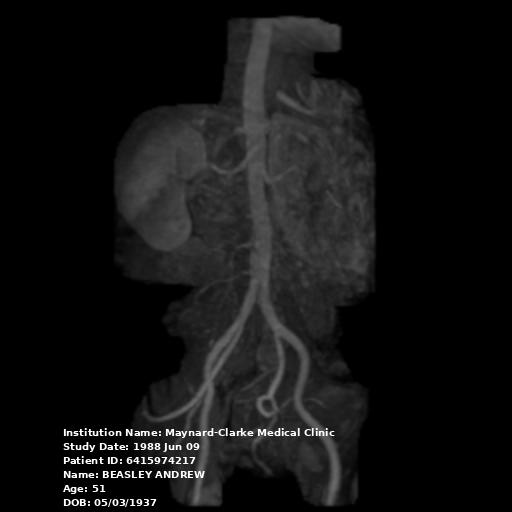 Institution Name: Maynard-Clarke Medical Clinic
Study Date: 1988 Jun 09
Patient ID: 6415974217
Name: BEASLEY ANDREW
Age: 51
DOB: 05/03/1937